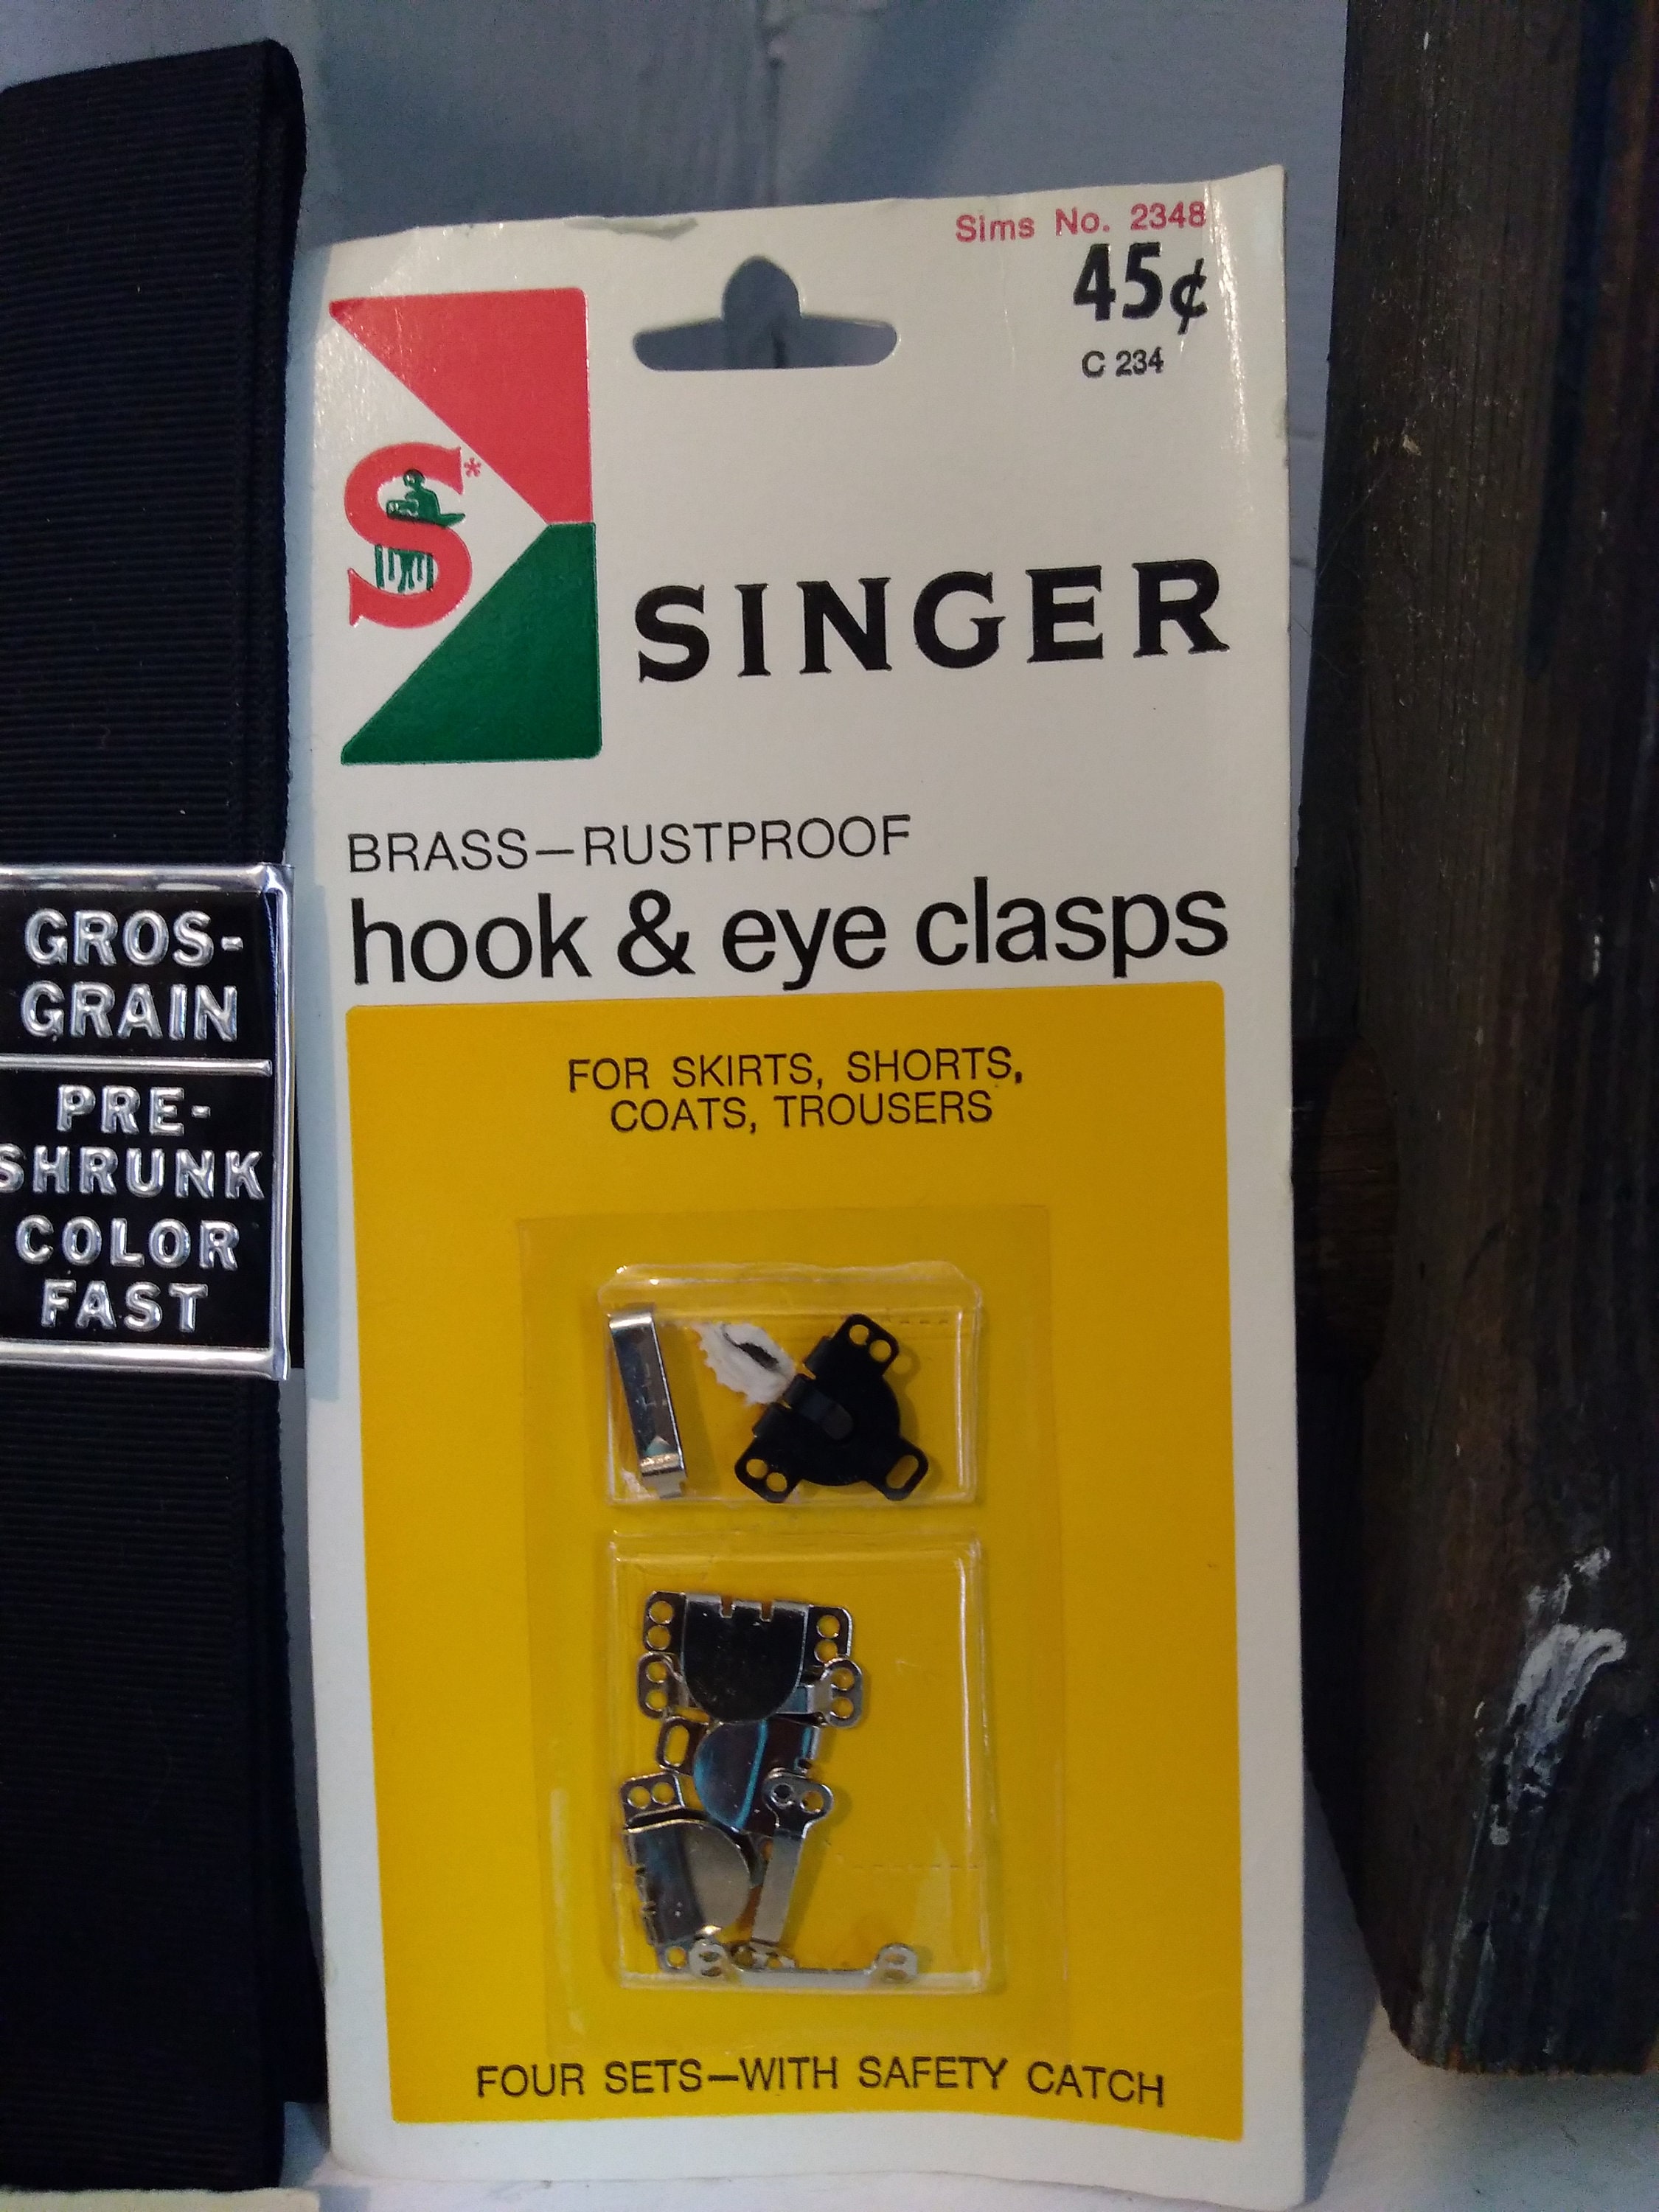 Sims No. 2348
45¢
C 234
S*
SINGER
BRASS—RUSTPROOF
hook & eye clasps
FOR SKIRTS, SHORTS,
COATS, TROUSERS
FOUR SETS—WITH SAFETY CATCH
GROS-
GRAIN
PRE-
SHRUNK
COLOR
FAST